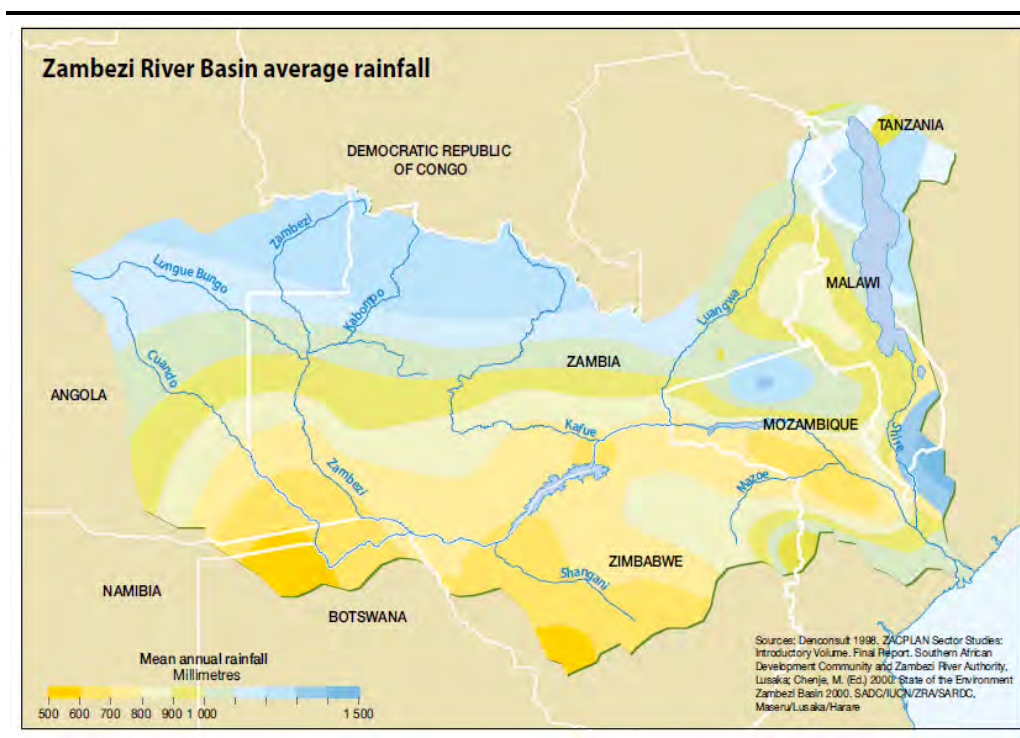 Zambezi River Basin average rainfall
TANZANIA
DEMOCRATIC REPUBLIC
OF CONGO
Zambezi
Lungue Bungo
Kabompo
MALAWI
Luangwa
Cuando
ZAMBIA
ANGOLA
Kafue
MOZAMBIQUE
Shire
Zambezi
Mazoe
ZIMBABWE
Shangani
NAMIBIA
BOTSWANA
Mean annual rainfall
Millimetres
500 600 700 800 900 1 000 1 500
Sources: Denconsult 1998. ZACPLAN Sector Studies:
Introductory Volume. Final Report. Southern African
Development Community and Zambezi River Authority,
Lusaka; Chenje, M. (Ed.) 2000. State of the Environment
Zambezi Basin 2000. SADC/IUCN/ZRA/SARDC,
Maseru/Lusaka/Harare